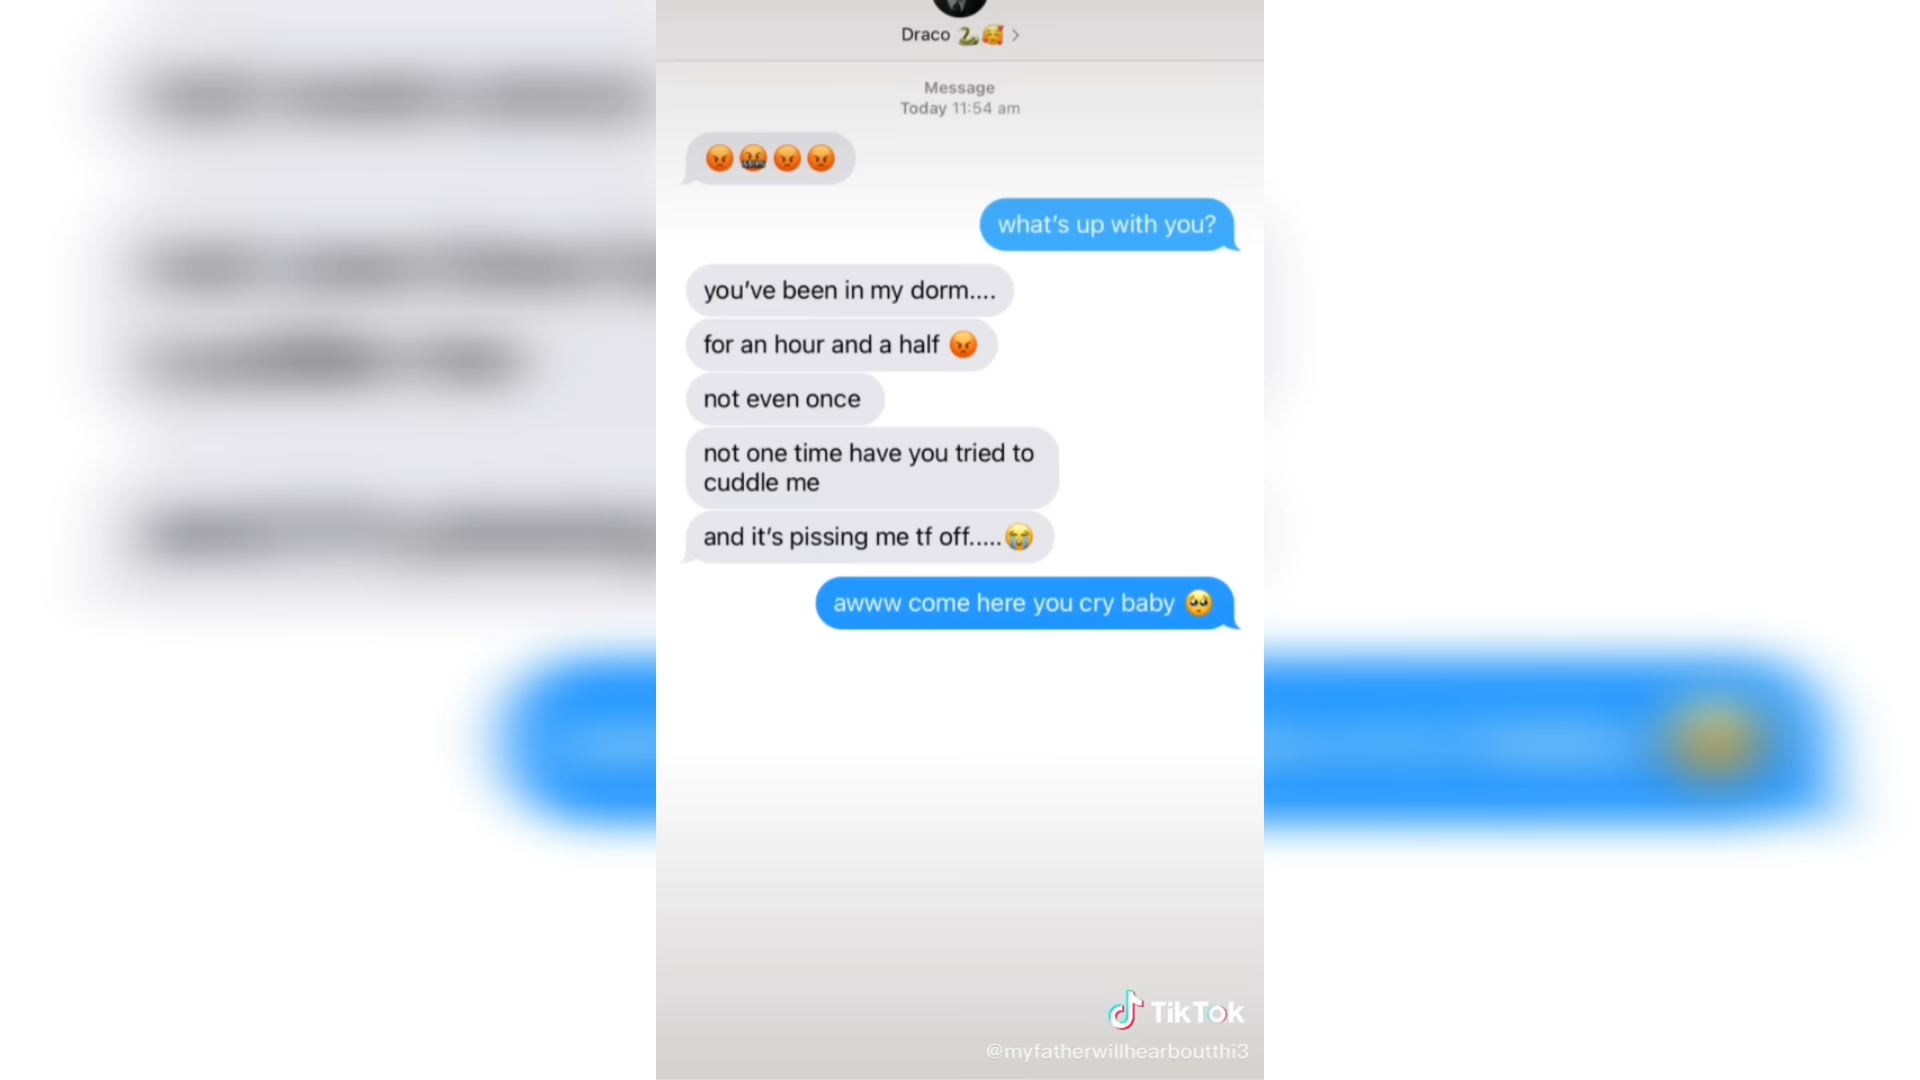 Draco 🐍🥰 >
Message
Today 11:54 am
😡🤬😡😡
what's up with you?
you've been in my dorm....
for an hour and a half 😡
not even once
not one time have you tried to
cuddle me
and it's pissing me tf off.....😭
awww come here you cry baby 🥺
TikTok
@myfatherwillhearboutthi3